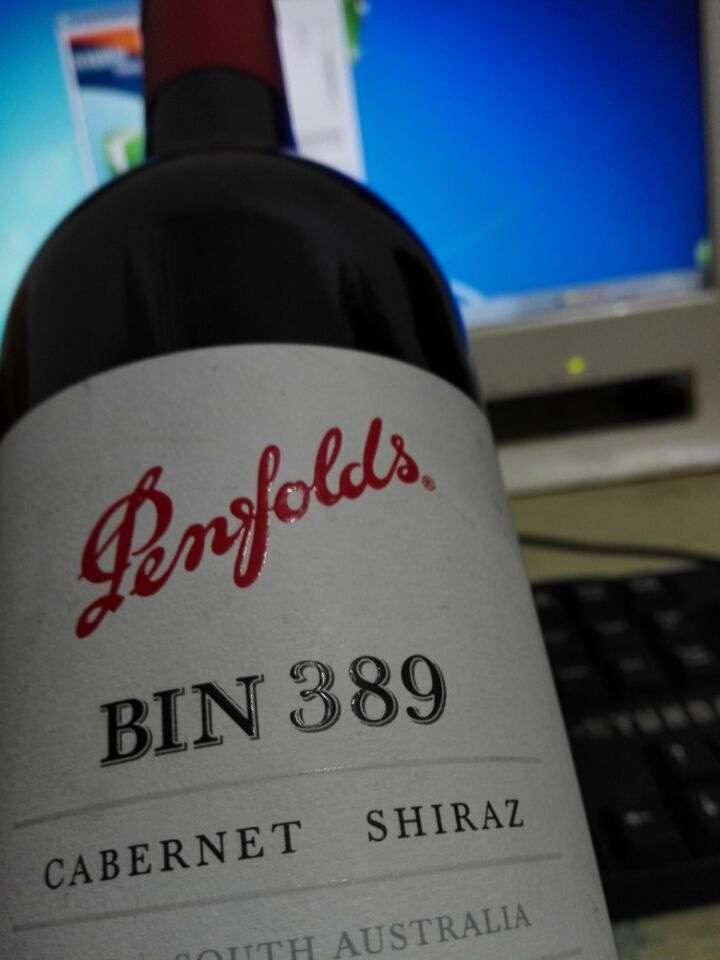 Penfolds®
BIN 389
CABERNET SHIRAZ
SOUTH AUSTRALIA